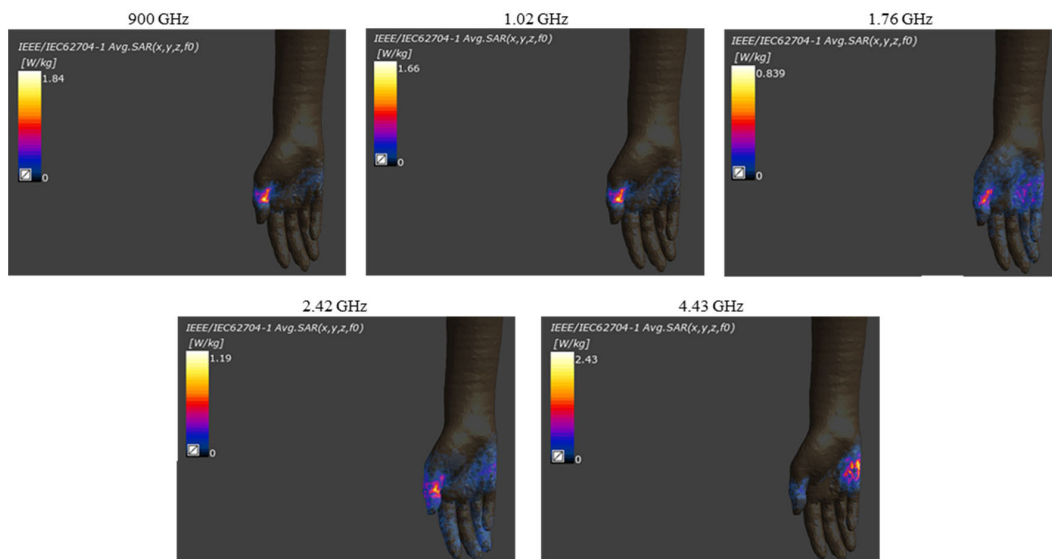 900 GHz
IEEE/IEC62704-1 Avg.SAR(x,y,z,f0)
[W/kg]
1.84
0
1.02 GHz
IEEE/IEC62704-1 Avg.SAR(x,y,z,f0)
[W/kg]
1.66
0
1.76 GHz
IEEE/IEC62704-1 Avg.SAR(x,y,z,f0)
[W/kg]
0.839
0
2.42 GHz
IEEE/IEC62704-1 Avg.SAR(x,y,z,f0)
[W/kg]
1.19
0
4.43 GHz
IEEE/IEC62704-1 Avg.SAR(x,y,z,f0)
[W/kg]
2.43
0